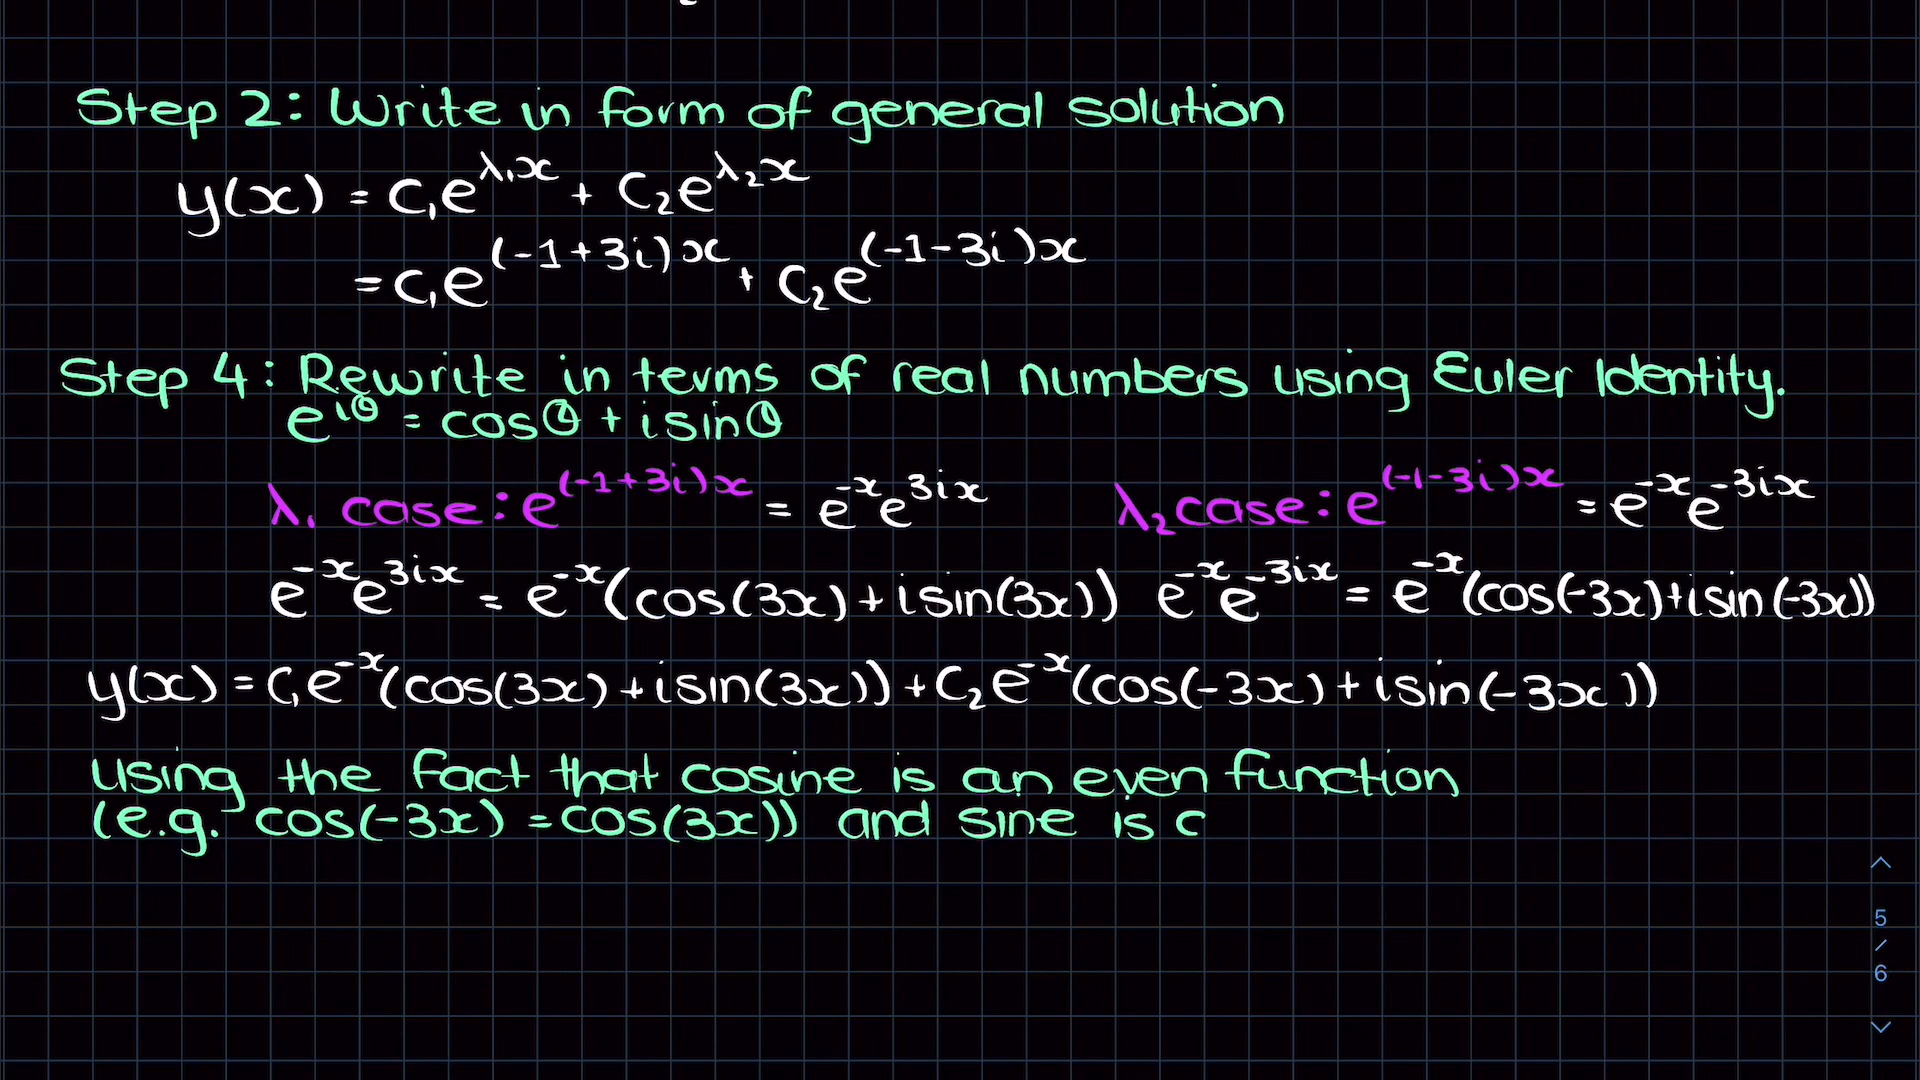 Step 2: Write in form of general solution
y(x) = c₁e^λ₁x + c₂e^λ₂x
= c₁e^(-1+3i)x + c₂e^(-1-3i)x
Step 4: Rewrite in terms of real numbers using Euler Identity.
e^iθ = cosθ + isinθ
λ₁ case: e^(-1+3i)x = e^-x e^3ix λ₂ case: e^(-1-3i)x = e^-x e^-3ix
e^-x e^3ix = e^-x(cos(3x)+isin(3x)) e^-x e^-3ix = e^-x(cos(-3x)+isin(-3x))
y(x) = c₁e^-x(cos(3x)+isin(3x))+c₂e^-x(cos(-3x)+isin(-3x))
using the fact that cosine is an even function
(e.g. cos(-3x) = cos(3x)) and sine is c
5
/
6